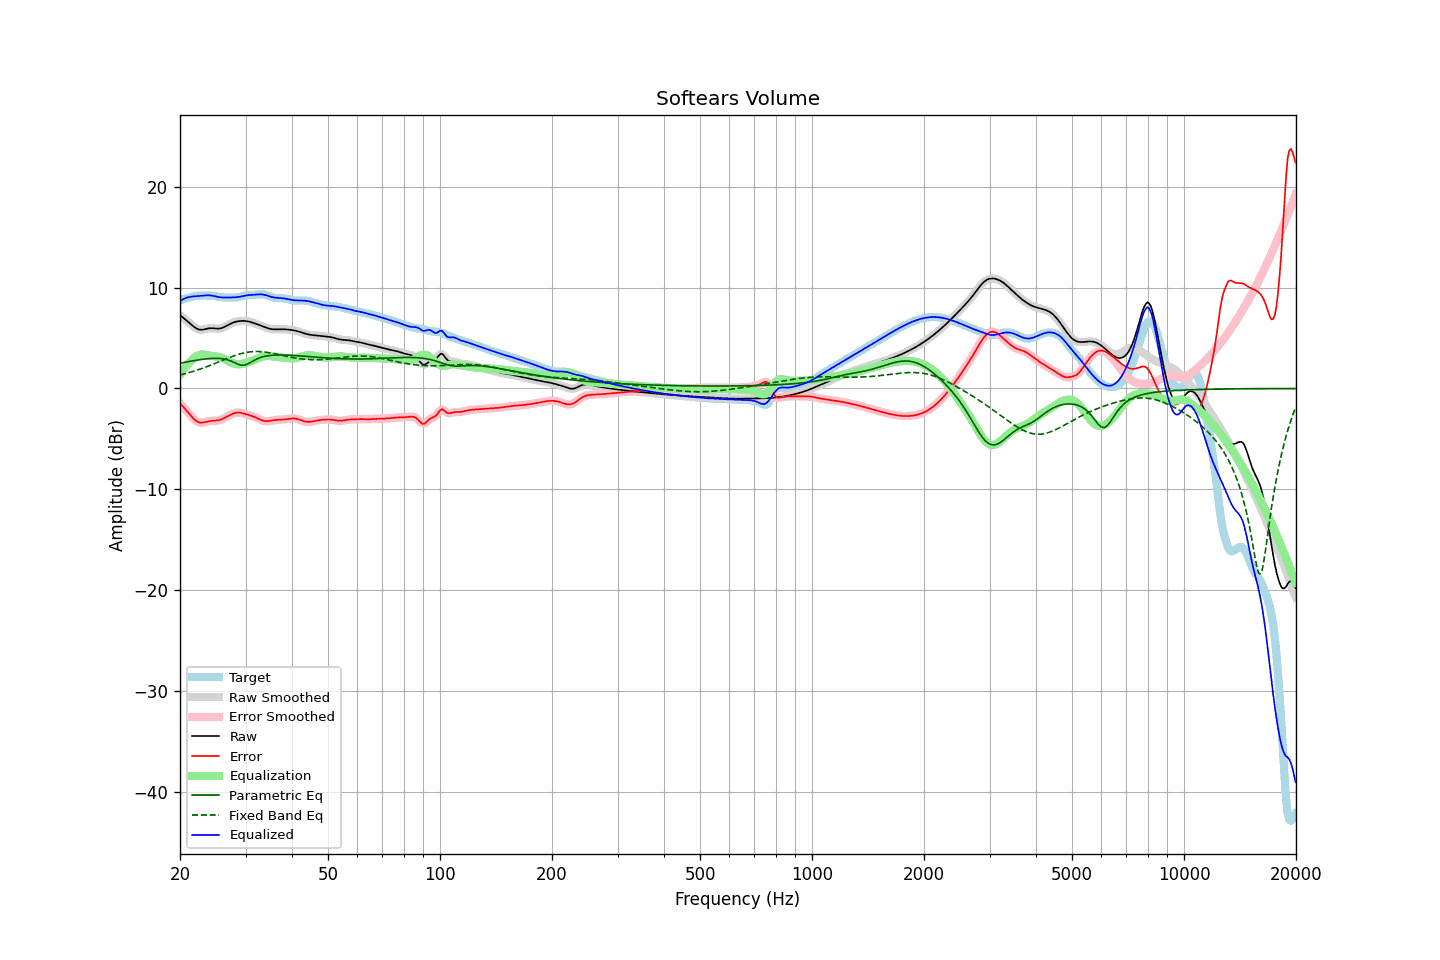 Softears Volume
Amplitude (dBr)
20
10
0
−10
−20
−30
−40
Target
Raw Smoothed
Error Smoothed
Raw
Error
Equalization
Parametric Eq
Fixed Band Eq
Equalized
20 50 100 200 500 1000 2000 5000 10000 20000
Frequency (Hz)